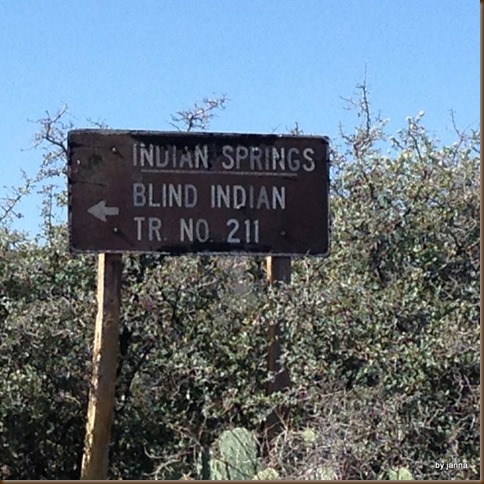 INDIAN SPRINGS
BLIND INDIAN
TR. NO. 211
by janna